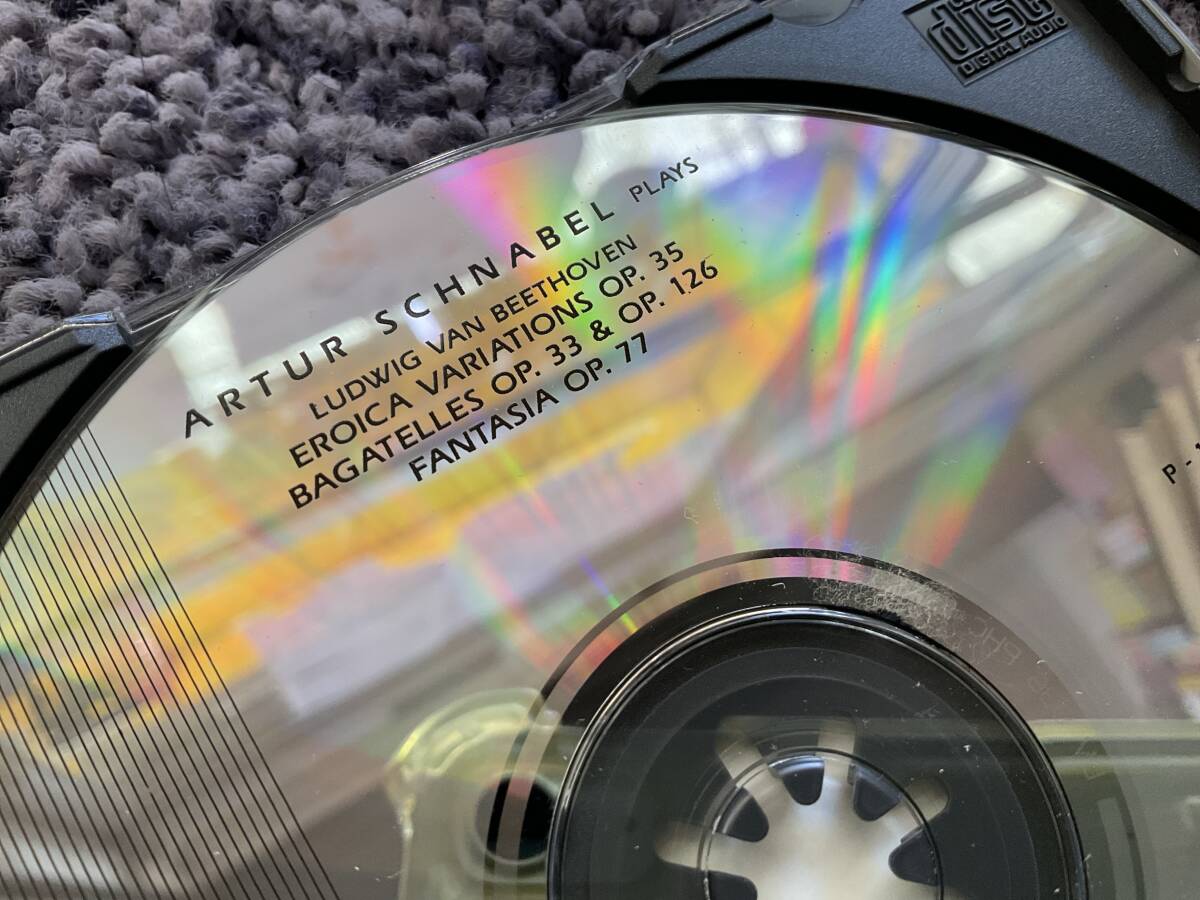 disc
DIGITAL AUDIO
ARTUR SCHNABEL PLAYS
LUDWIG VAN BEETHOVEN
EROICA VARIATIONS OP. 35
BAGATELLES OP. 33 & OP. 126
FANTASIA OP. 77